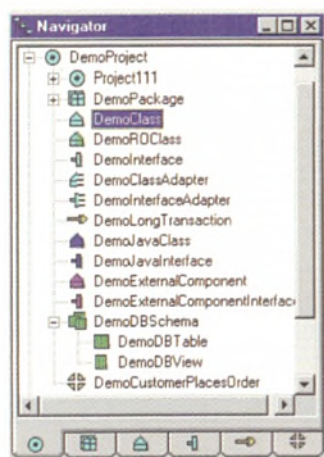 Navigator
DemoProject
Project111
DemoPackage
DemoClass
DemoROClass
DemoInterface
DemoClassAdapter
DemoInterfaceAdapter
DemoLongTransaction
DemoJavaClass
DemoJavaInterface
DemoExternalComponent
DemoExternalComponentInterfac
DemoDBSchema
DemoDBTable
DemoDBView
DemoCustomerPlacesOrder